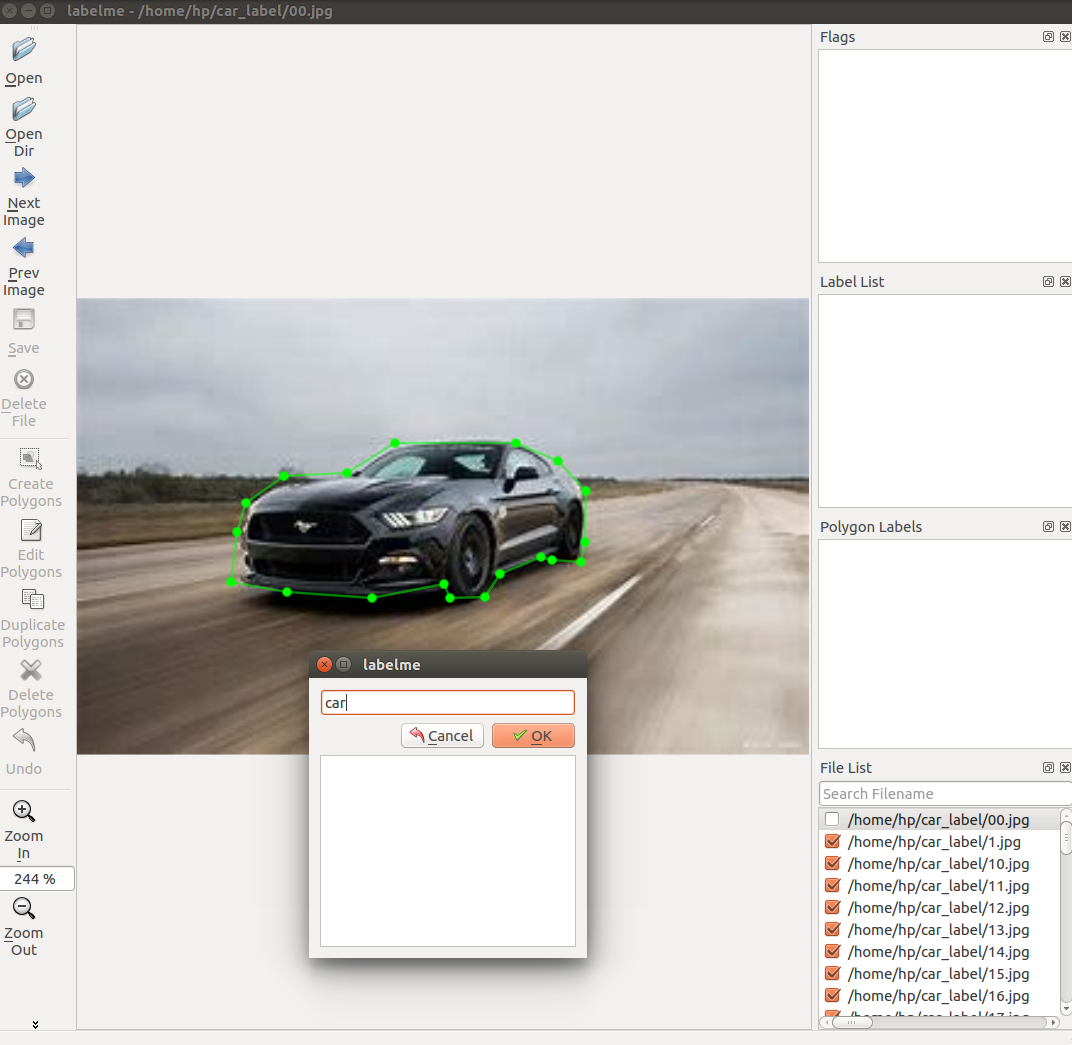 labelme - /home/hp/car_label/00.jpg
Open
Open
Dir
Next
Image
Prev
Image
Save
Delete
File
Create
Polygons
Edit
Polygons
Duplicate
Polygons
Delete
Polygons
Undo
Zoom
In
244 %
Zoom
Out
labelme
car
Cancel
OK
Flags
Label List
Polygon Labels
File List
Search Filename
/home/hp/car_label/00.jpg
/home/hp/car_label/1.jpg
/home/hp/car_label/10.jpg
/home/hp/car_label/11.jpg
/home/hp/car_label/12.jpg
/home/hp/car_label/13.jpg
/home/hp/car_label/14.jpg
/home/hp/car_label/15.jpg
/home/hp/car_label/16.jpg